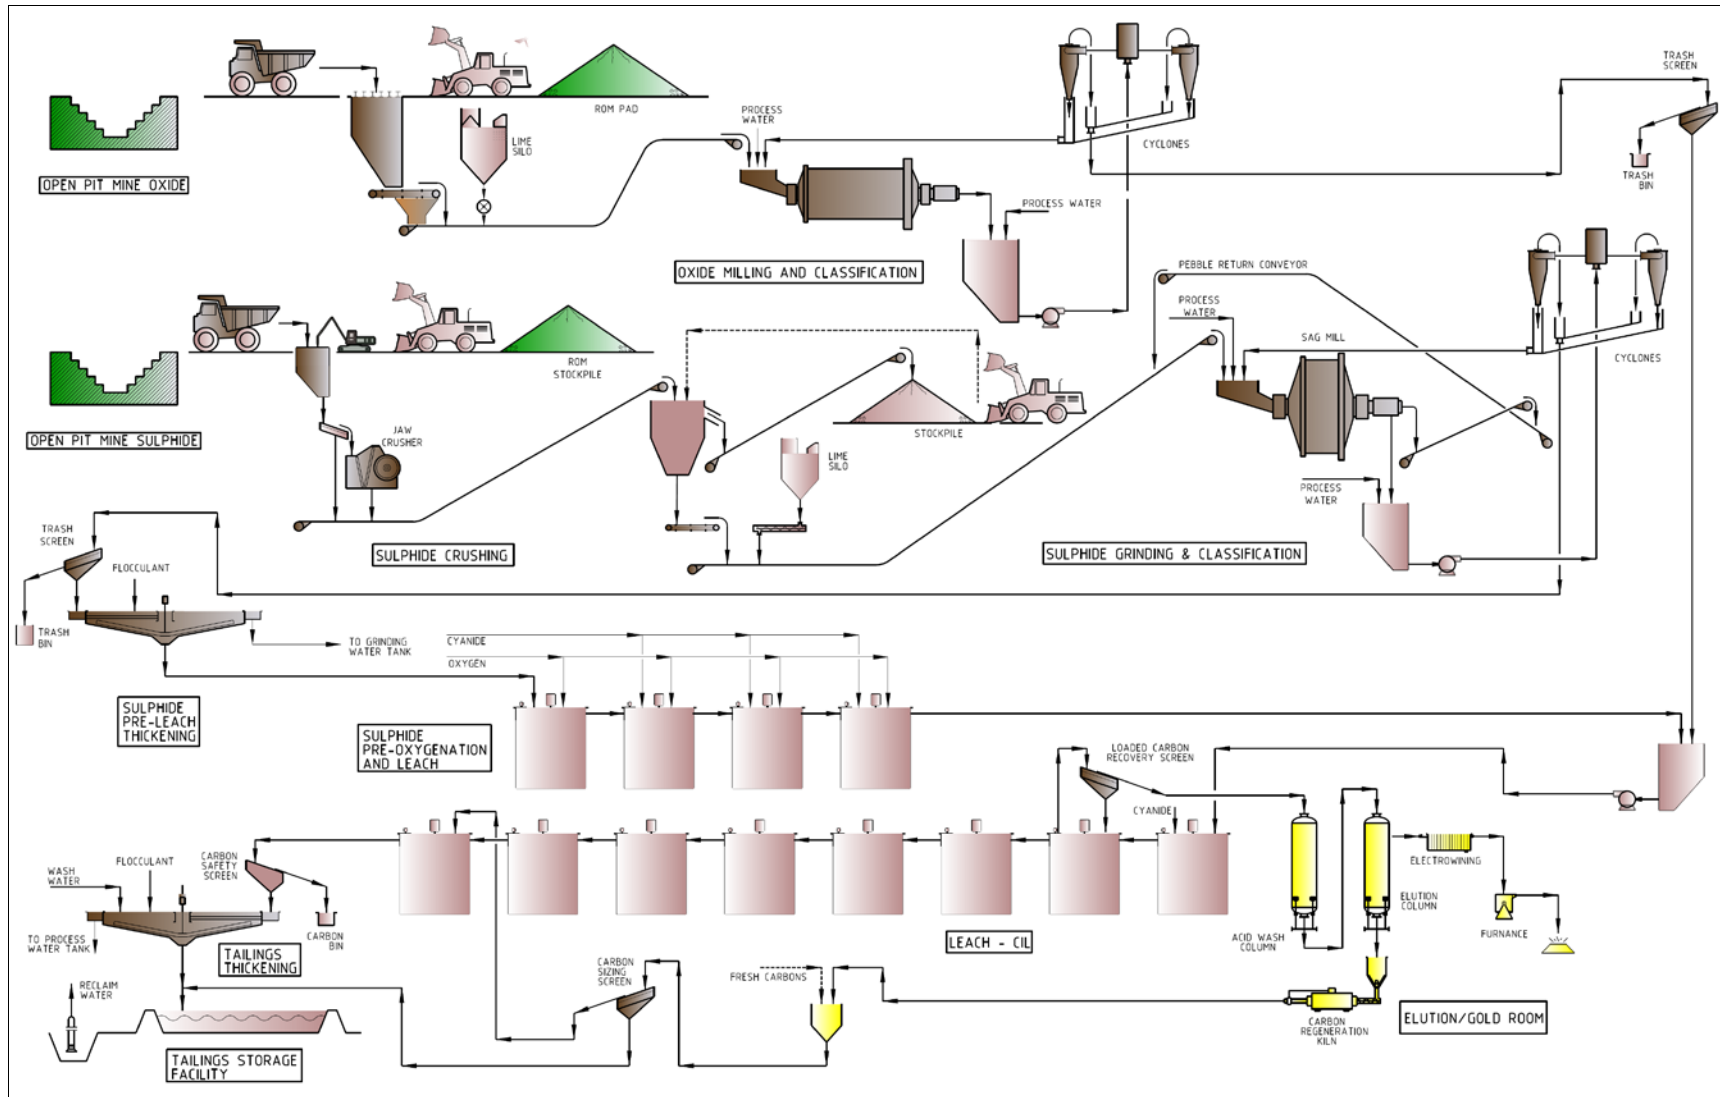 TRASH
SCREEN
ROM PAD
PROCESS
WATER
LIME
SILO
CYCLONES
TRASH
BIN
OPEN PIT MINE OXIDE
PROCESS WATER
OXIDE MILLING AND CLASSIFICATION
PEBBLE RETURN CONVEYOR
PROCESS
WATER
SAG MILL
CYCLONES
ROM
STOCKPILE
OPEN PIT MINE SULPHIDE
JAW
CRUSHER
STOCKPILE
LIME
SILO
PROCESS
WATER
SULPHIDE CRUSHING
SULPHIDE GRINDING & CLASSIFICATION
TRASH
SCREEN
FLOCCULANT
TRASH
BIN
TO GRINDING
WATER TANK
CYANIDE
OXYGEN
SULPHIDE
PRE-LEACH
THICKENING
SULPHIDE
PRE-OXYGENATION
AND LEACH
LOADED CARBON
RECOVERY SCREEN
CYANIDE
CARBON
SAFETY
SCREEN
FLOCCULANT
WASH
WATER
ELECTROWINING
ELUTION
COLUMN
CARBON
BIN
TO PROCESS
WATER TANK
TAILINGS
THICKENING
LEACH - CIL
ACID WASH
COLUMN
FURNANCE
CARBON
SIZING
SCREEN
FRESH CARBONS
RECLAIM
WATER
CARBON
REGENERATION
KILN
ELUTION/GOLD ROOM
TAILINGS STORAGE
FACILITY